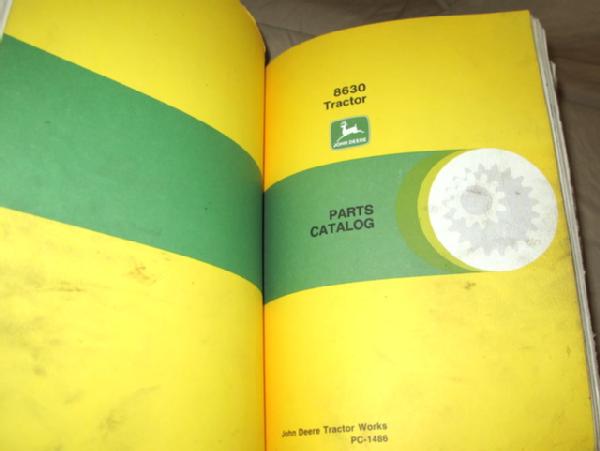 8630
Tractor
JOHN DEERE
PARTS
CATALOG
John Deere Tractor Works
PC-1486